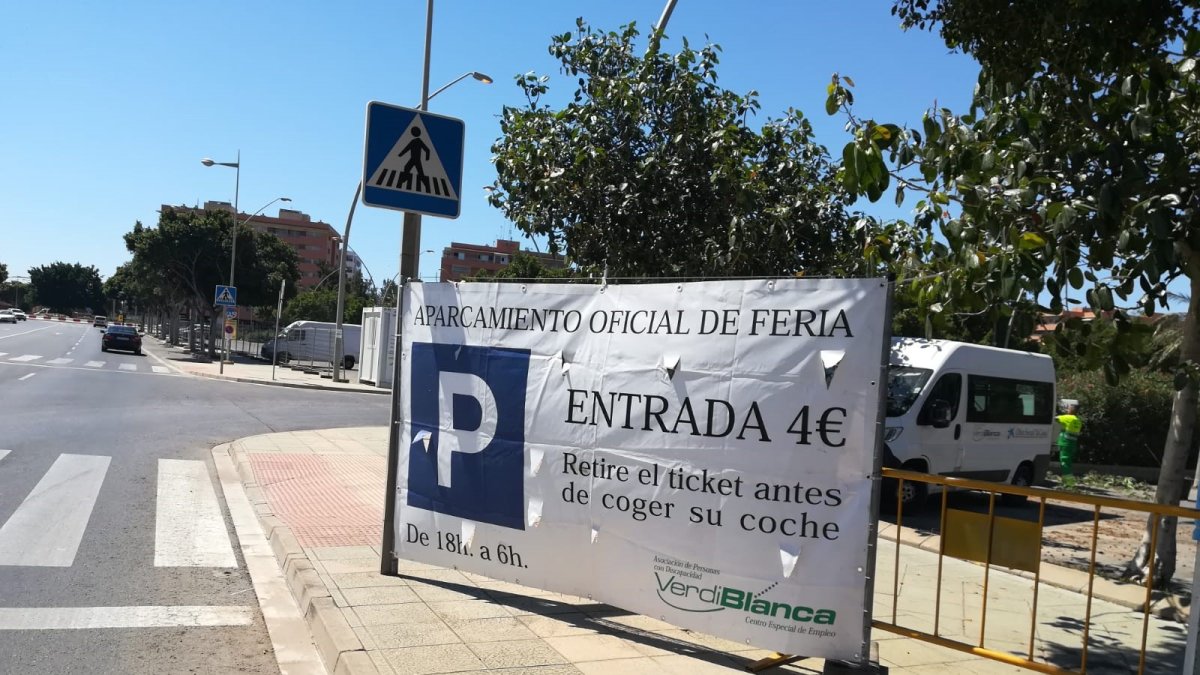 APARCAMIENTO OFICIAL DE FERIA
P
ENTRADA 4€
Retire el ticket antes
de coger su coche
De 18h. a 6h.
Asociación de Personas
con Discapacidad
VerdiBlanca
Centro Especial de Empleo